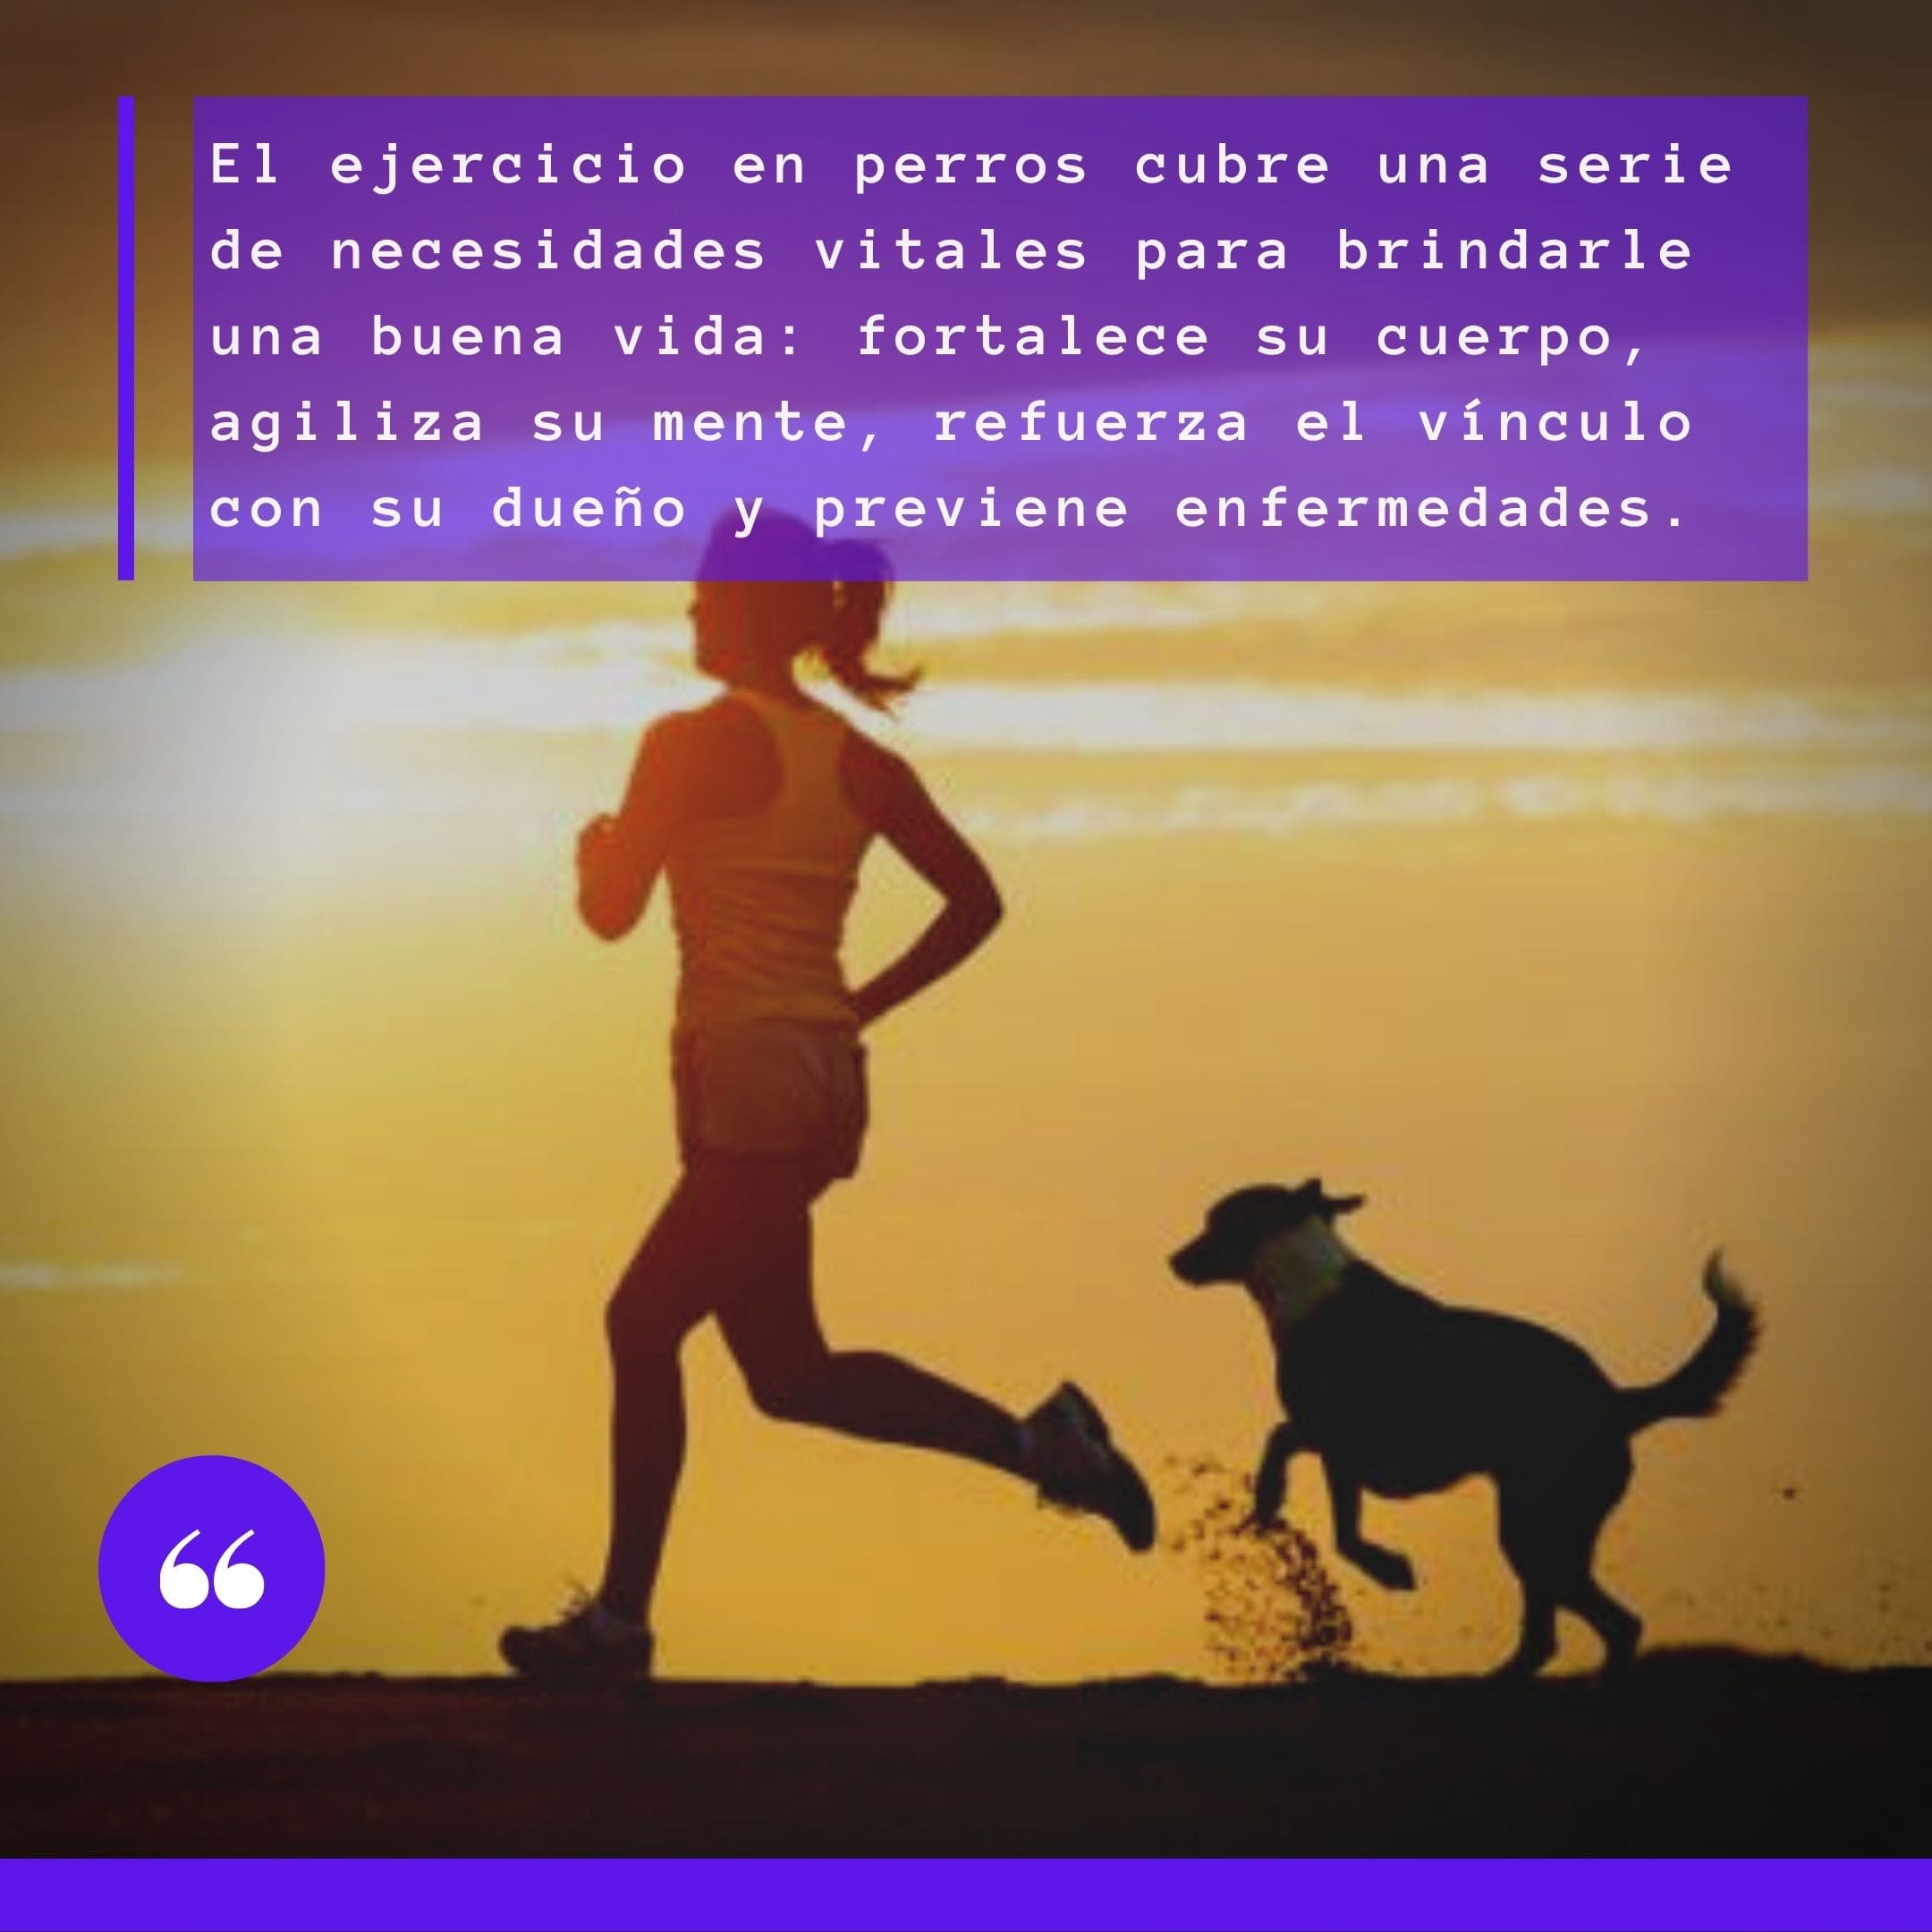 El ejercicio en perros cubre una serie
de necesidades vitales para brindarle
una buena vida: fortalece su cuerpo,
agiliza su mente, refuerza el vínculo
con su dueño y previene enfermedades.
“